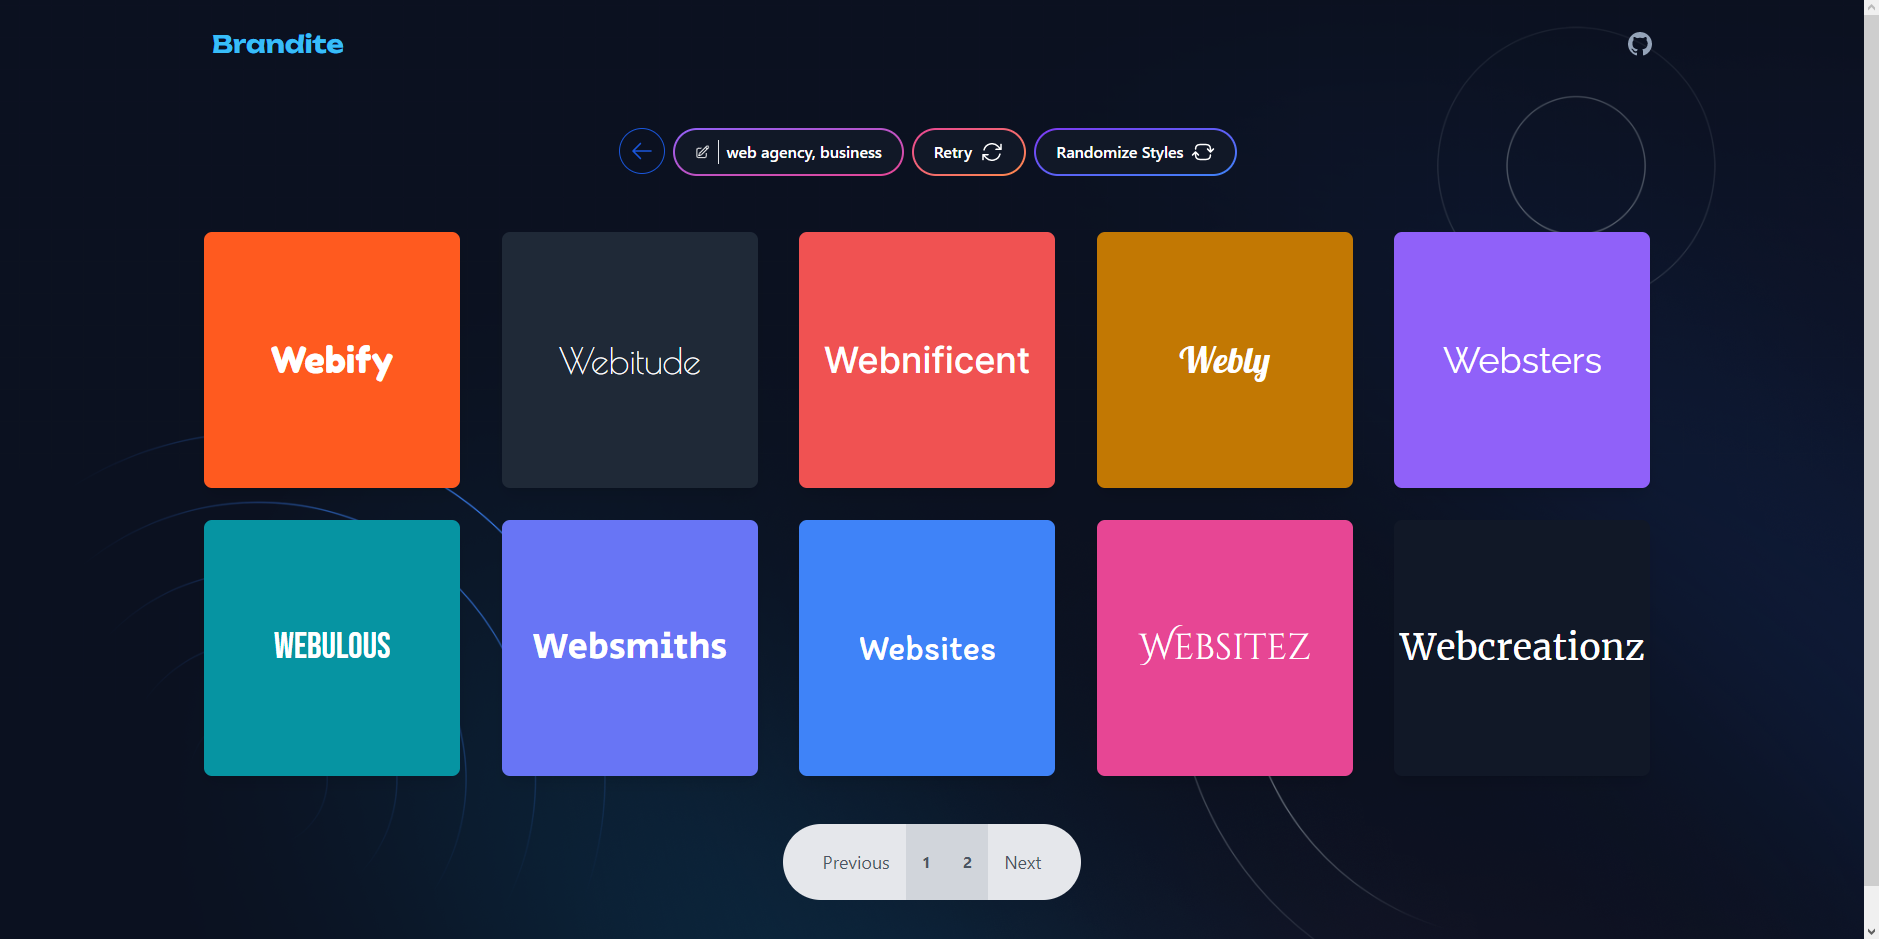 Brandite
web agency, business
Retry
Randomize Styles
Webify
Webitude
Webnificent
Webly
Websters
WEBULOUS
Websmiths
Websites
WEBSITEZ
Webcreationz
Previous 1 2 Next